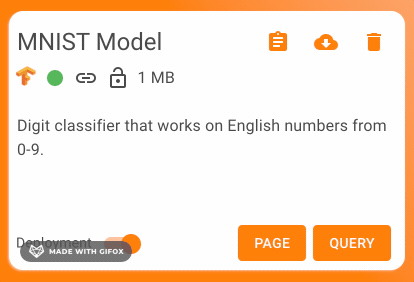 MNIST Model
1 MB
Digit classifier that works on English numbers from
0-9.
Deployment
MADE WITH GIFOX
PAGE
QUERY